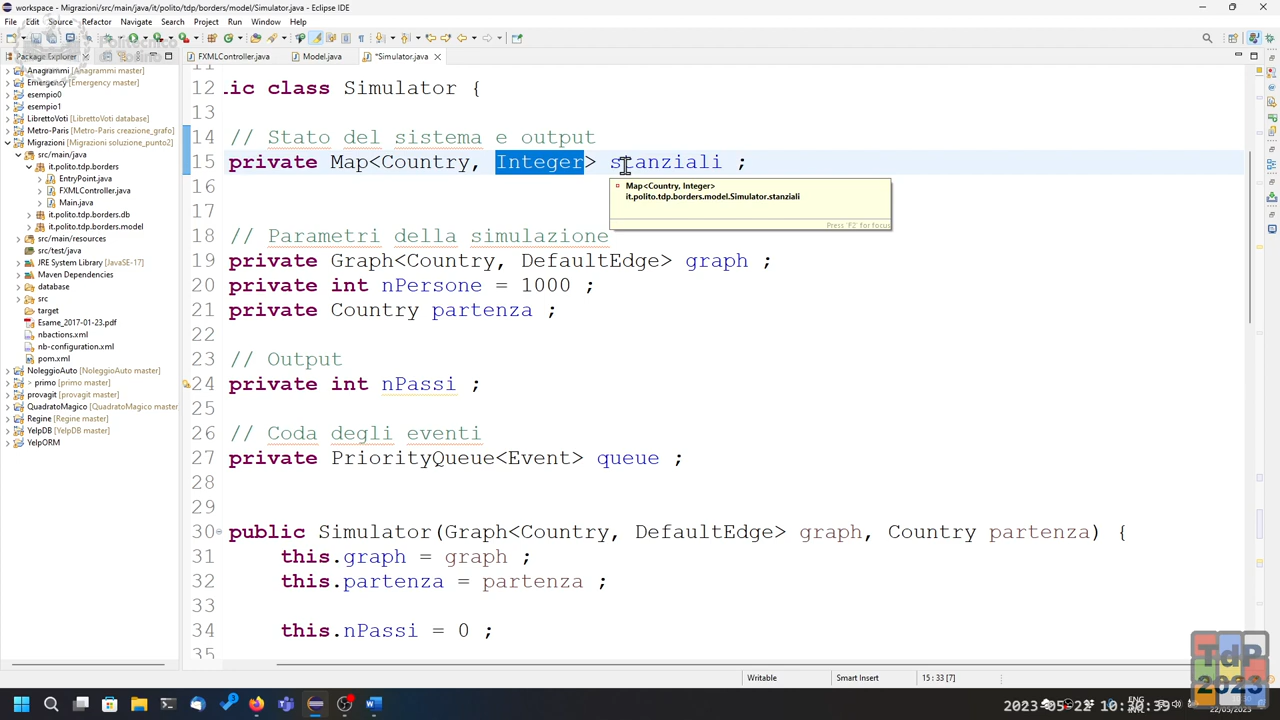 workspace - Migrazioni/src/main/java/it/polito/tdp/borders/model/Simulator.java - Eclipse IDE
File Edit Source Refactor Navigate Search Project Run Window Help
Package Explorer
FXMLController.java Model.java *Simulator.java
Anagrammi [Anagrammi master]
Emergency [Emergency master]
esempio0
esempio1
LibrettoVoti [LibrettoVoti database]
Metro-Paris [Metro-Paris creazione_grafo]
Migrazioni [Migrazioni soluzione_punto2]
src/main/java
it.polito.tdp.borders
EntryPoint.java
FXMLController.java
Main.java
it.polito.tdp.borders.db
it.polito.tdp.borders.model
src/main/resources
src/test/java
JRE System Library [JavaSE-17]
Maven Dependencies
database
src
target
Esame_2017-01-23.pdf
nbactions.xml
nb-configuration.xml
pom.xml
NoleggioAuto [NoleggioAuto master]
> primo [primo master]
provagit [provagit master]
QuadratoMagico [QuadratoMagico master]
Regine [Regine master]
YelpDB [YelpDB master]
YelpORM
11
12 ic class Simulator {
13
14 // Stato del sistema e output
15 private Map<Country, Integer> stanziali ;
Map<Country, Integer>
it.polito.tdp.borders.model.Simulator.stanziali
Press 'F2' for focus
16
17
18 // Parametri della simulazione
19 private Graph<Country, DefaultEdge> graph ;
20 private int nPersone = 1000 ;
21 private Country partenza ;
22
23 // Output
24 private int nPassi ;
25
26 // Coda degli eventi
27 private PriorityQueue<Event> queue ;
28
29
30 public Simulator(Graph<Country, DefaultEdge> graph, Country partenza) {
31 this.graph = graph ;
32 this.partenza = partenza ;
33
34 this.nPassi = 0 ;
35
TdP
2023
Writable Smart Insert 15 : 33 [7]
ENG